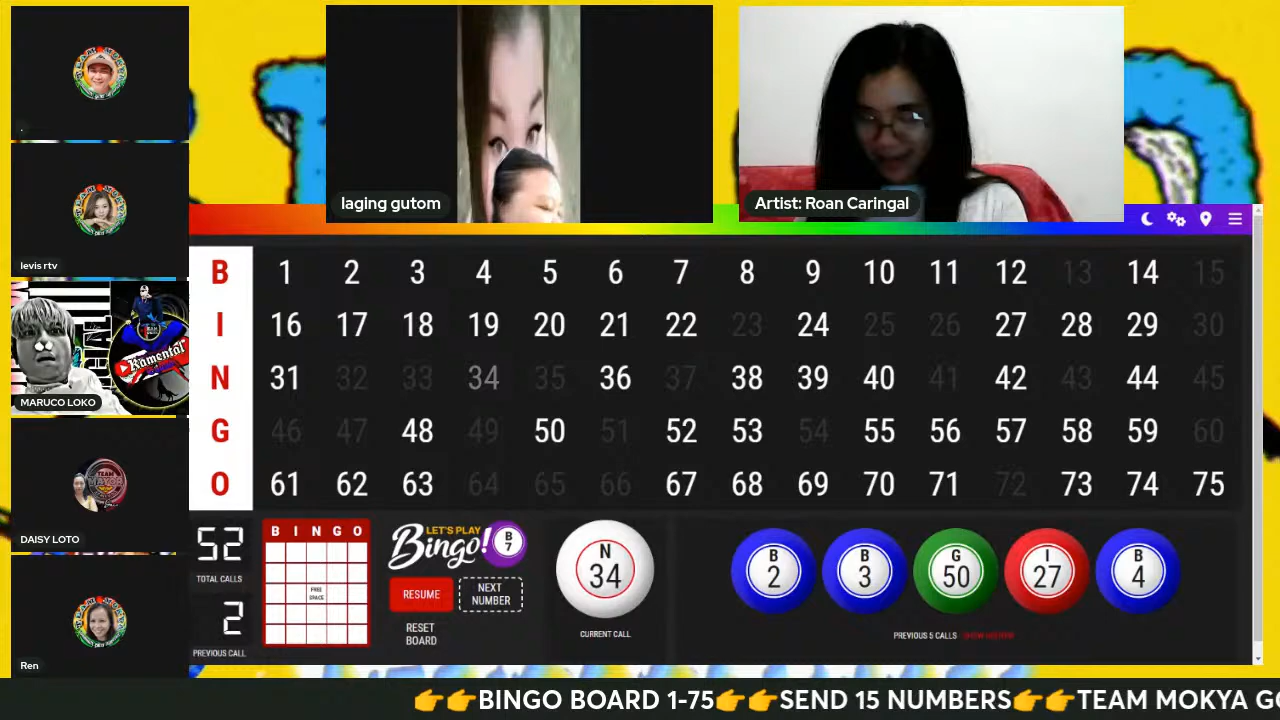 .
levis rtv
MARUCO LOKO
DAISY LOTO
Ren
laging gutom
Artist: Roan Caringal
B 1 2 3 4 5 6 7 8 9 10 11 12 13 14 15
I 16 17 18 19 20 21 22 23 24 25 26 27 28 29 30
N 31 32 33 34 35 36 37 38 39 40 41 42 43 44 45
G 46 47 48 49 50 51 52 53 54 55 56 57 58 59 60
O 61 62 63 64 65 66 67 68 69 70 71 72 73 74 75
52
TOTAL CALLS
2
PREVIOUS CALL
B I N G O
FREE
SPACE
LET'S PLAY
Bingo!
B
7
RESUME
NEXT
NUMBER
RESET
BOARD
N
34
CURRENT CALL
B
2
B
3
G
50
I
27
B
4
PREVIOUS 5 CALLS
👉👉BINGO BOARD 1-75👉👉SEND 15 NUMBERS👉👉TEAM MOKYA